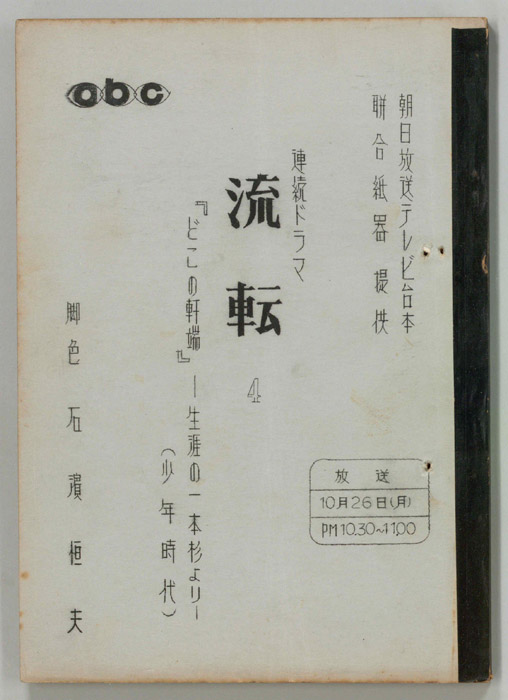 abc
朝日放送テレビ台本
聯合紙器提供
連続ドラマ
流転 4
『どこの軒端』―生涯の一本杉より―
(少年時代)
脚色 石濱恒夫
放送
10月26日(月)
PM10.30~11.00